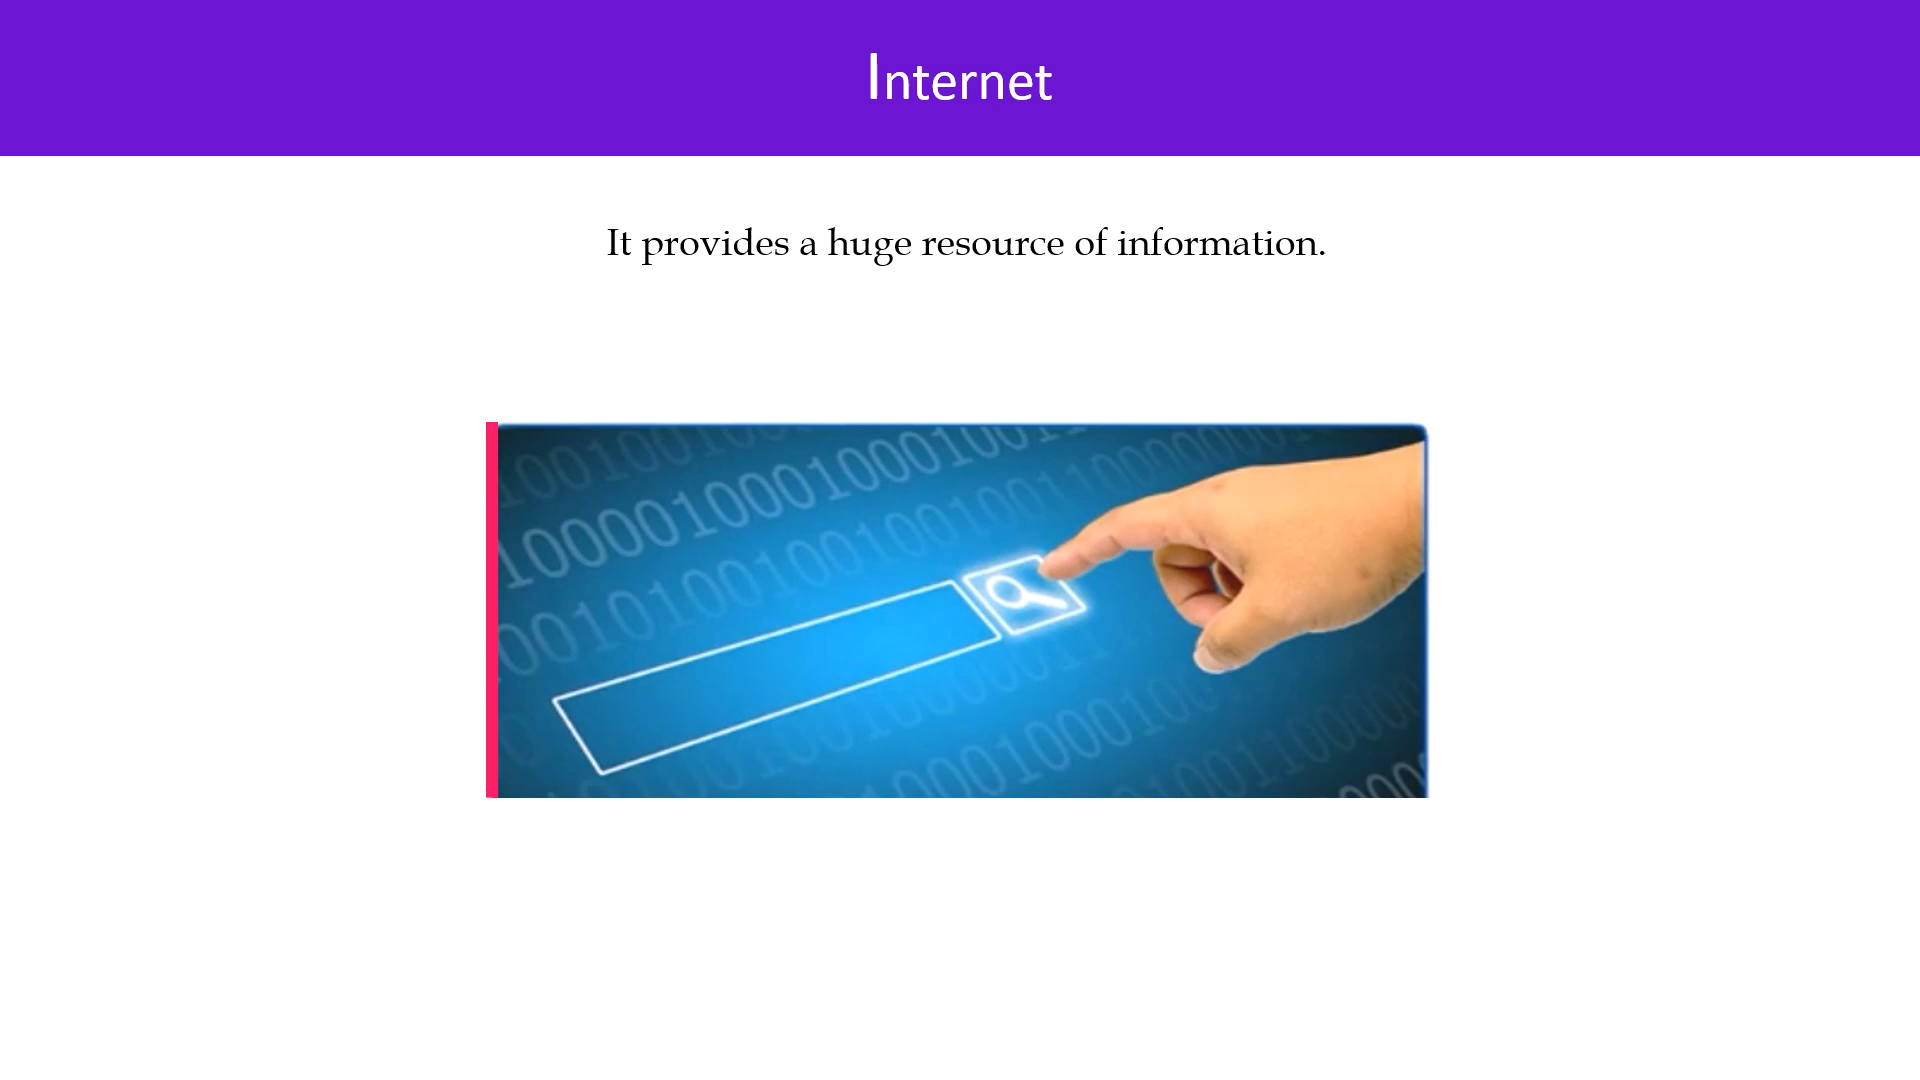 Internet
It provides a huge resource of information.